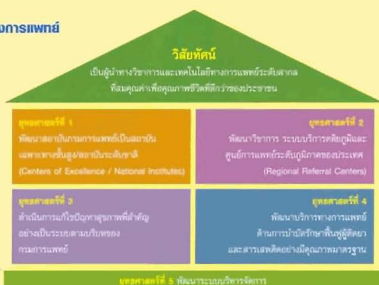 งการแพทย์
วิสัยทัศน์
เป็นผู้นำทางวิชาการและเทคโนโลยีทางการแพทย์ระดับสากล
ที่สมคุณค่าเพื่อคุณภาพชีวิตที่ดีกว่าของประชาชน
ยุทธศาสตร์ที่ 1
พัฒนาสถาบันกรมการแพทย์เป็นสถาบัน
เฉพาะทางชั้นสูง/สถาบันระดับชาติ
(Centers of Excellence / National Institutes)
ยุทธศาสตร์ที่ 2
พัฒนาวิชาการ ระบบบริการตติยภูมิและ
ศูนย์การแพทย์ระดับภูมิภาคของประเทศ
(Regional Referral Centers)
ยุทธศาสตร์ที่ 3
ดำเนินการแก้ไขปัญหาสุขภาพที่สำคัญ
อย่างเป็นระบบตามบริบทของ
กรมการแพทย์
ยุทธศาสตร์ที่ 4
พัฒนาบริการทางการแพทย์
ด้านการบำบัดรักษาฟื้นฟูผู้ติดยา
และสารเสพติดอย่างมีคุณภาพมาตรฐาน
ยุทธศาสตร์ที่ 5 พัฒนาระบบบริหารจัดการ